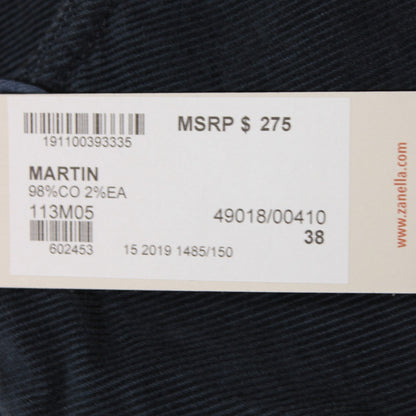 MSRP $ 275
191100393335
MARTIN
98%CO 2%EA
113M05
49018/00410
38
602453
15 2019 1485/150
www.zanella.com